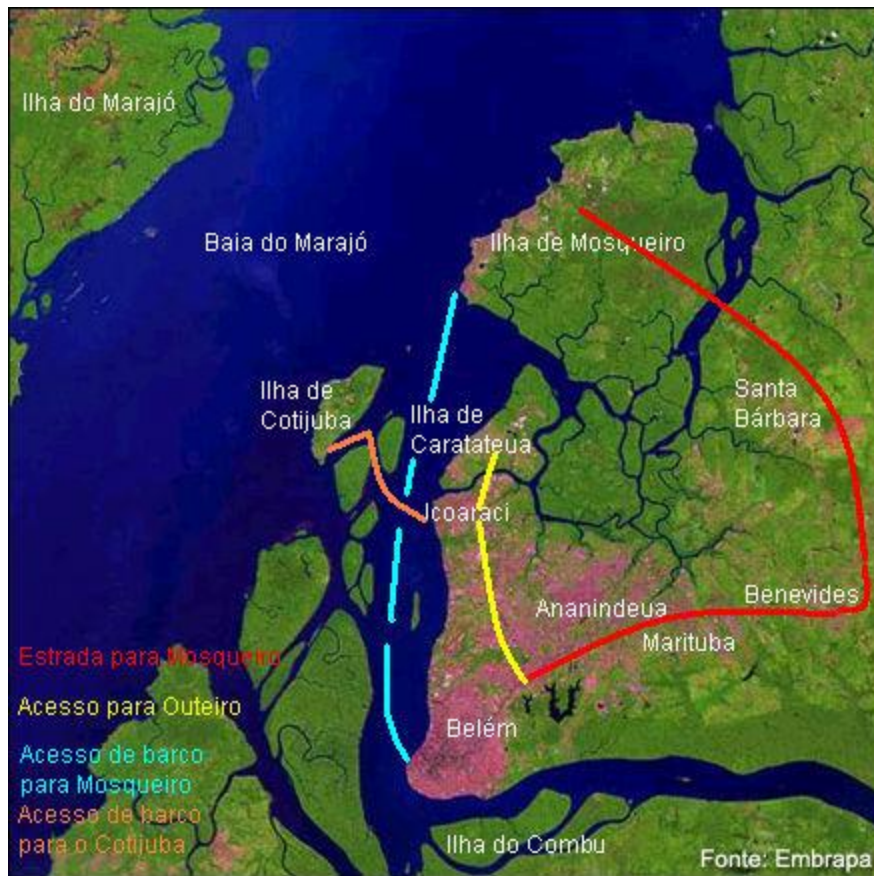 Ilha do Marajó
Baia do Marajó
Ilha de Mosqueiro
Ilha de
Cotijuba
Ilha de
Caratateua
Santa
Bárbara
Icoaraci
Ananindeua
Benevides
Marituba
Belém
Ilha do Combu
Estrada para Mosqueiro
Acesso para Outeiro
Acesso de barco
para Mosqueiro
Acesso de barco
para o Cotijuba
Fonte: Embrapa